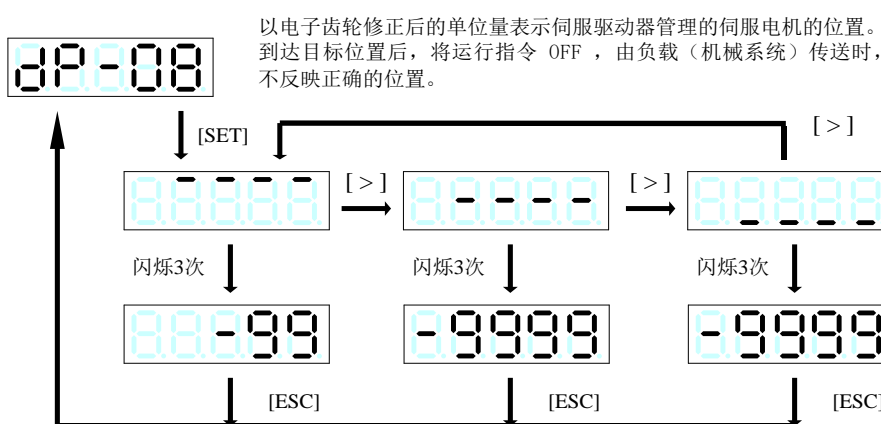 以电子齿轮修正后的单位量表示伺服驱动器管理的伺服电机的位置。
到达目标位置后，将运行指令 OFF ，由负载（机械系统）传送时，
不反映正确的位置。
dP-08
[SET]
[ > ]
[ > ]
[ > ]
----
----
____
闪烁3次
闪烁3次
闪烁3次
-99
-9999
-9999
[ESC]
[ESC]
[ESC]